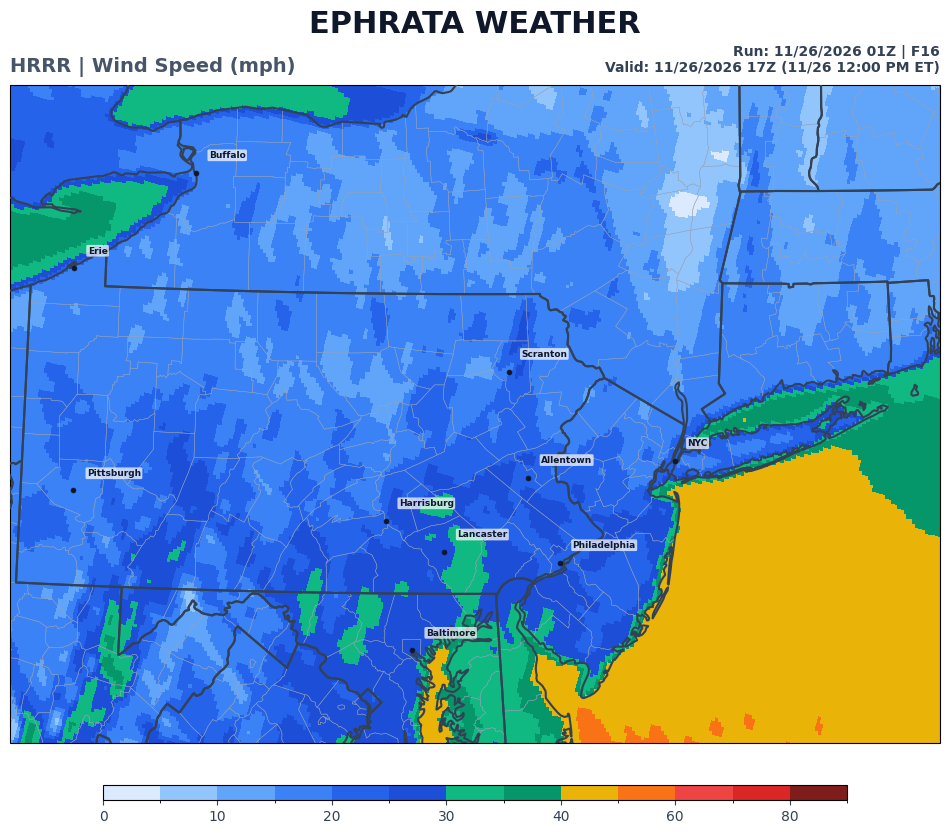 EPHRATA WEATHER
HRRR | Wind Speed (mph)
Run: 11/26/2026 01Z | F16
Valid: 11/26/2026 17Z (11/26 12:00 PM ET)
Buffalo
Erie
Scranton
NYC
Allentown
Pittsburgh
Harrisburg
Lancaster
Philadelphia
Baltimore
0 10 20 30 40 50 60 70 80